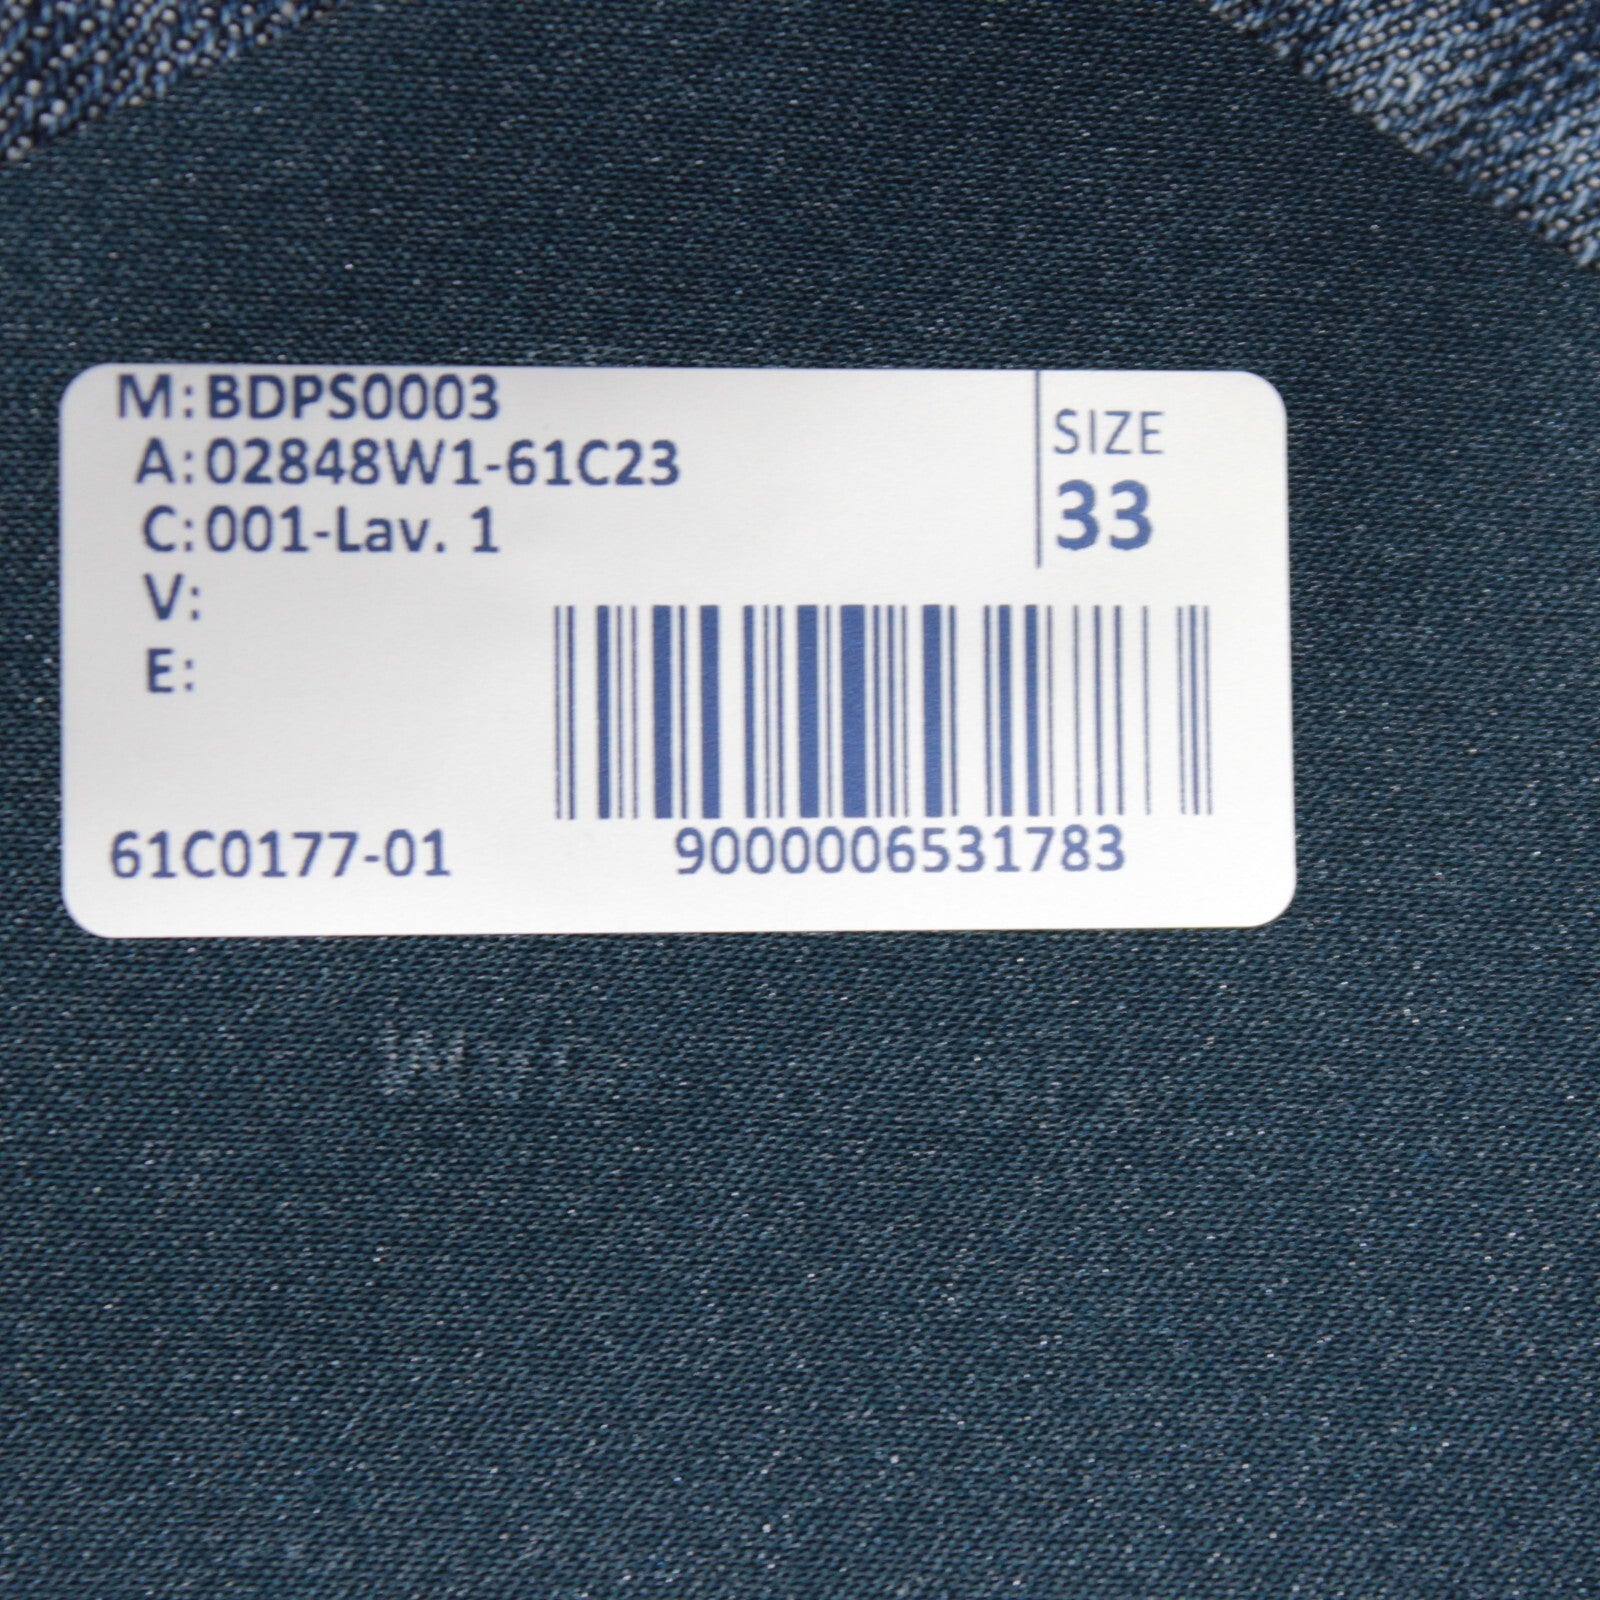 M: BDPS0003
A: 02848W1-61C23
C: 001-Lav. 1
V:
E:
SIZE
33
61C0177-01
9000006531783